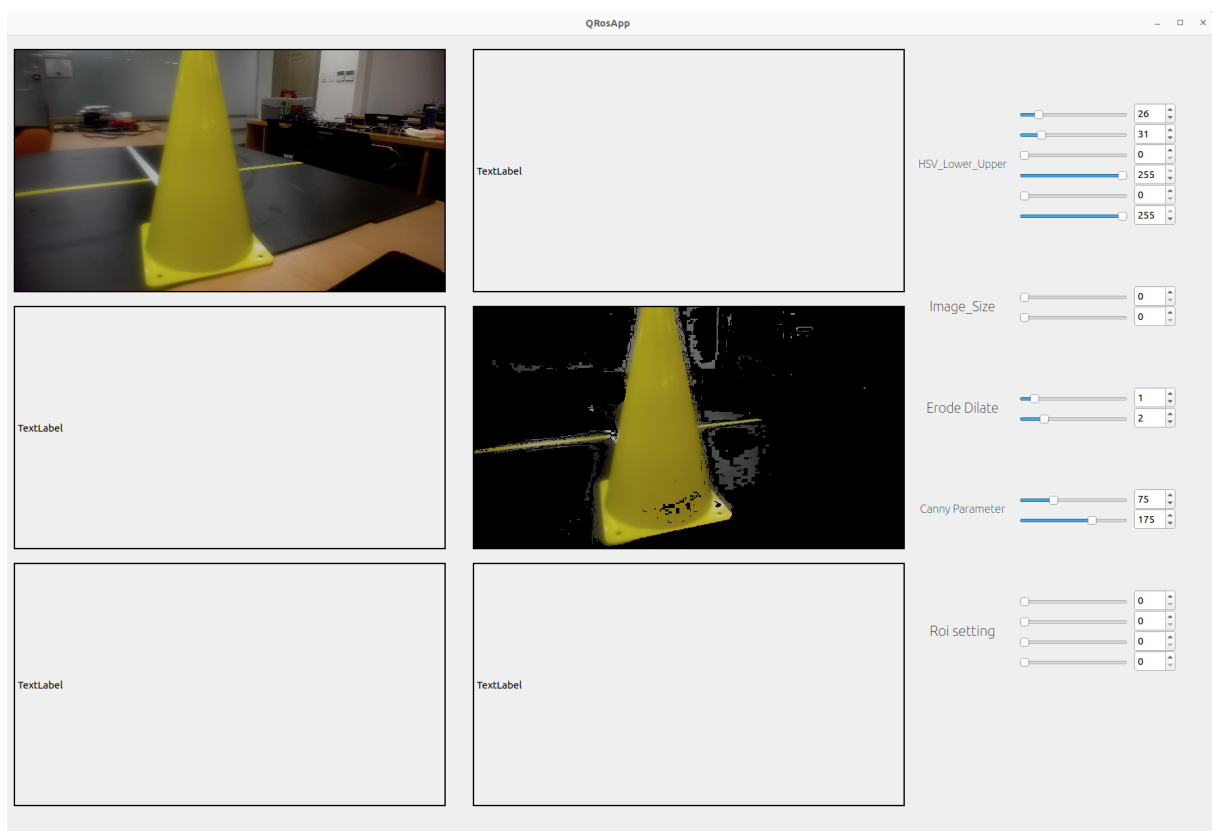 QRosApp
TextLabel
TextLabel
TextLabel
TextLabel
HSV_Lower_Upper
26
31
0
255
0
255
Image_Size
0
0
Erode Dilate
1
2
Canny Parameter
75
175
Roi setting
0
0
0
0